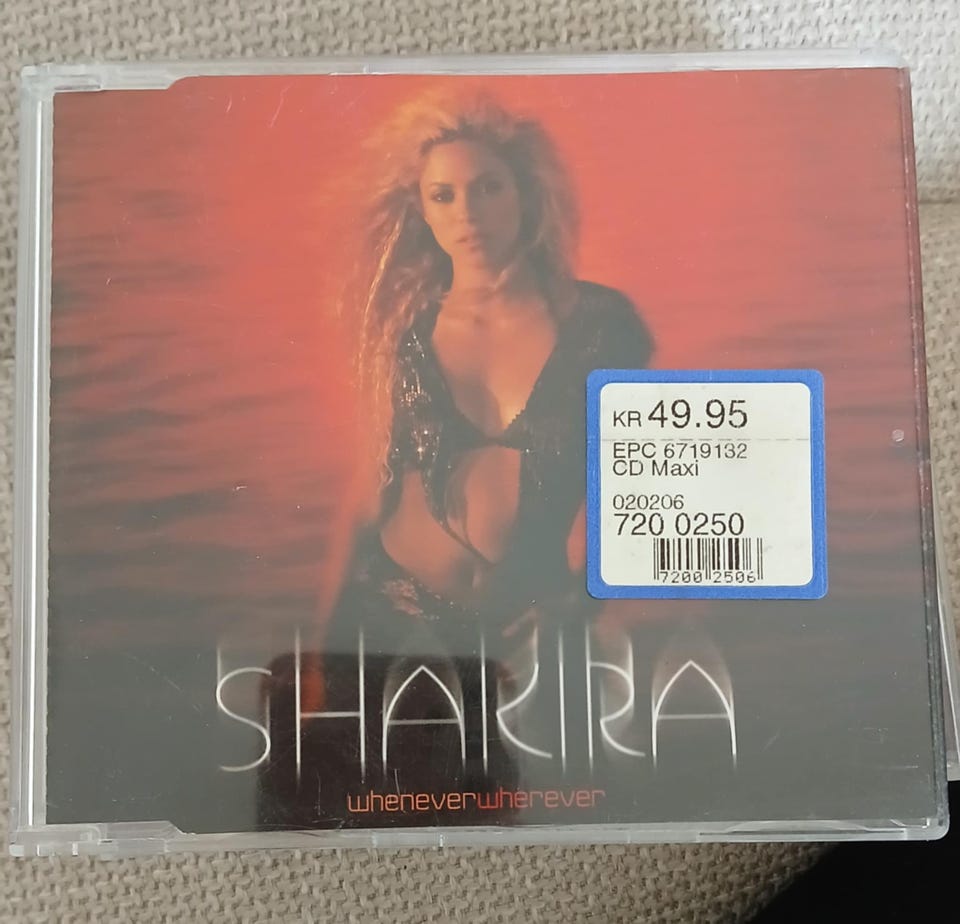 KR 49.95
EPC 6719132
CD Maxi
020206
720 0250
7200 2506
SHAKIRA
wheneverwherever